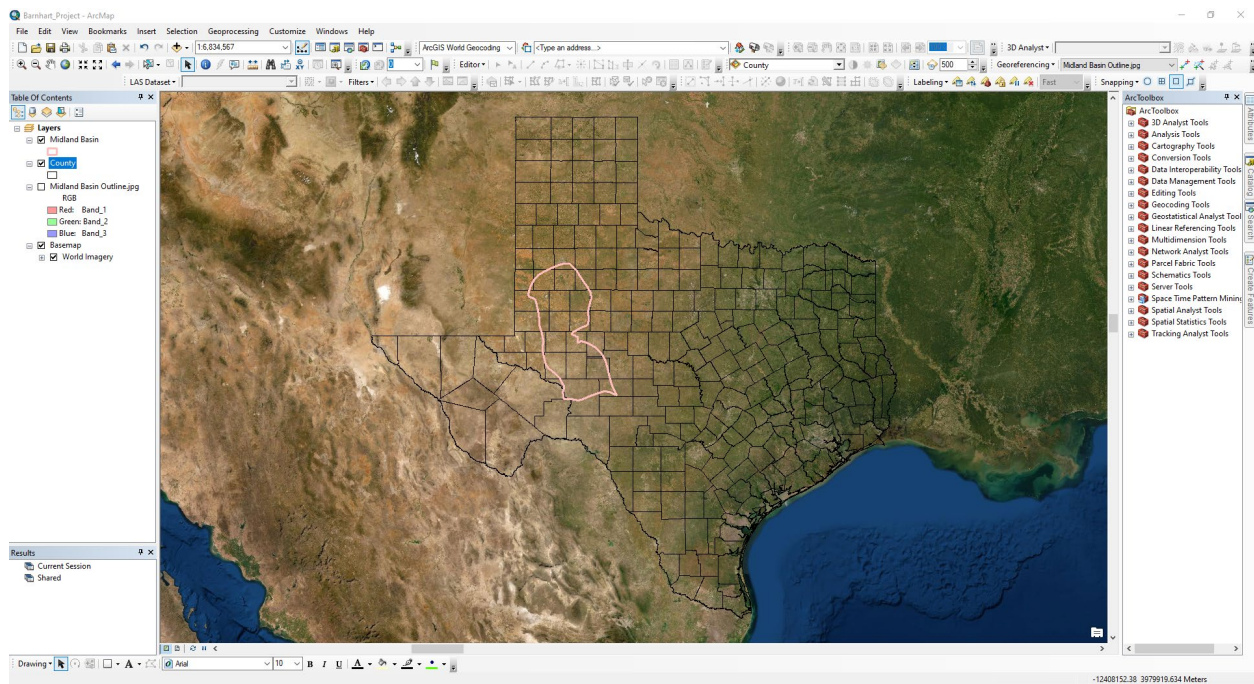 Barnhart_Project - ArcMap
File Edit View Bookmarks Insert Selection Geoprocessing Customize Windows Help
1:6,834,567 ArcGIS World Geocoding <Type an address...> 3D Analyst
Editor County 500 Georeferencing Midland Basin Outline.jpg
LAS Dataset Filters Labeling Fast Snapping
Table Of Contents
Layers
Midland Basin
County
Midland Basin Outline.jpg
RGB
Red: Band_1
Green: Band_2
Blue: Band_3
Basemap
World Imagery
Results
Current Session
Shared
ArcToolbox
ArcToolbox
3D Analyst Tools
Analysis Tools
Cartography Tools
Conversion Tools
Data Interoperability Tools
Data Management Tools
Editing Tools
Geocoding Tools
Geostatistical Analyst Tool
Linear Referencing Tools
Multidimension Tools
Network Analyst Tools
Parcel Fabric Tools
Schematics Tools
Server Tools
Space Time Pattern Mining
Spatial Analyst Tools
Spatial Statistics Tools
Tracking Analyst Tools
Attributes
Catalog
Search
Create Features
Drawing A Arial 10 B I U A
-12408152.38 3979919.634 Meters